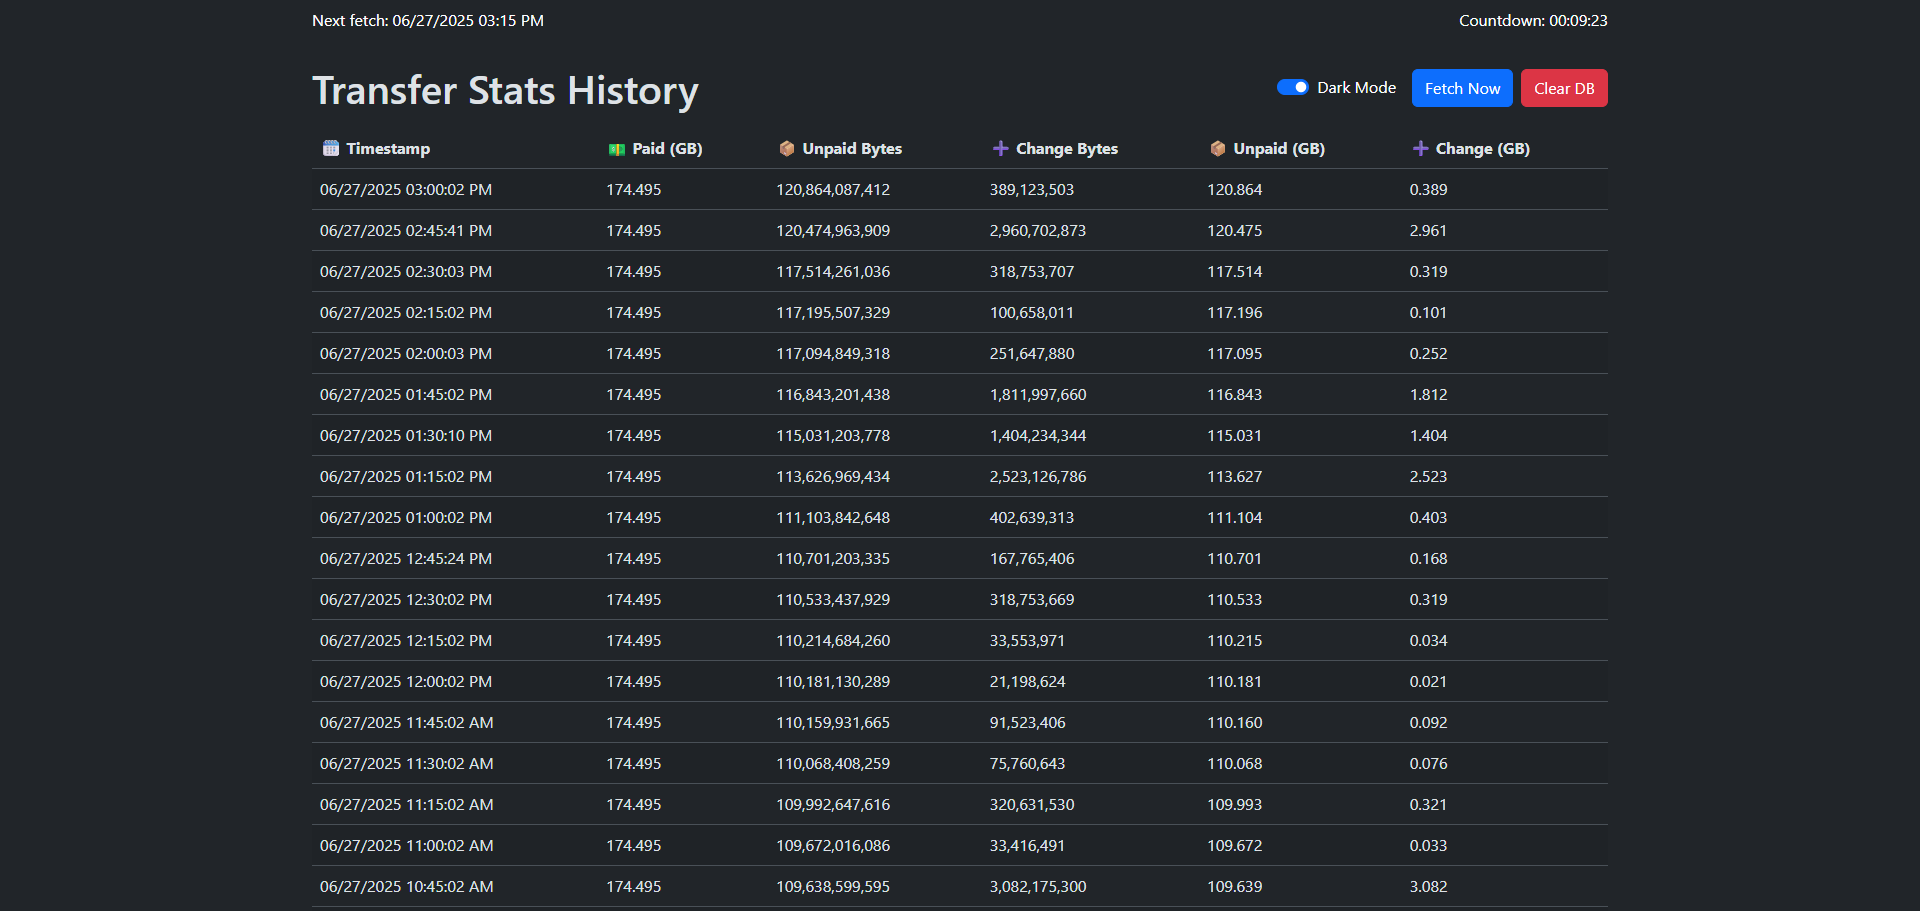 Next fetch: 06/27/2025 03:15 PM Countdown: 00:09:23
Transfer Stats History Dark Mode Fetch Now Clear DB
Timestamp Paid (GB) Unpaid Bytes Change Bytes Unpaid (GB) Change (GB)
06/27/2025 03:00:02 PM 174.495 120,864,087,412 389,123,503 120.864 0.389
06/27/2025 02:45:41 PM 174.495 120,474,963,909 2,960,702,873 120.475 2.961
06/27/2025 02:30:03 PM 174.495 117,514,261,036 318,753,707 117.514 0.319
06/27/2025 02:15:02 PM 174.495 117,195,507,329 100,658,011 117.196 0.101
06/27/2025 02:00:03 PM 174.495 117,094,849,318 251,647,880 117.095 0.252
06/27/2025 01:45:02 PM 174.495 116,843,201,438 1,811,997,660 116.843 1.812
06/27/2025 01:30:10 PM 174.495 115,031,203,778 1,404,234,344 115.031 1.404
06/27/2025 01:15:02 PM 174.495 113,626,969,434 2,523,126,786 113.627 2.523
06/27/2025 01:00:02 PM 174.495 111,103,842,648 402,639,313 111.104 0.403
06/27/2025 12:45:24 PM 174.495 110,701,203,335 167,765,406 110.701 0.168
06/27/2025 12:30:02 PM 174.495 110,533,437,929 318,753,669 110.533 0.319
06/27/2025 12:15:02 PM 174.495 110,214,684,260 33,553,971 110.215 0.034
06/27/2025 12:00:02 PM 174.495 110,181,130,289 21,198,624 110.181 0.021
06/27/2025 11:45:02 AM 174.495 110,159,931,665 91,523,406 110.160 0.092
06/27/2025 11:30:02 AM 174.495 110,068,408,259 75,760,643 110.068 0.076
06/27/2025 11:15:02 AM 174.495 109,992,647,616 320,631,530 109.993 0.321
06/27/2025 11:00:02 AM 174.495 109,672,016,086 33,416,491 109.672 0.033
06/27/2025 10:45:02 AM 174.495 109,638,599,595 3,082,175,300 109.639 3.082